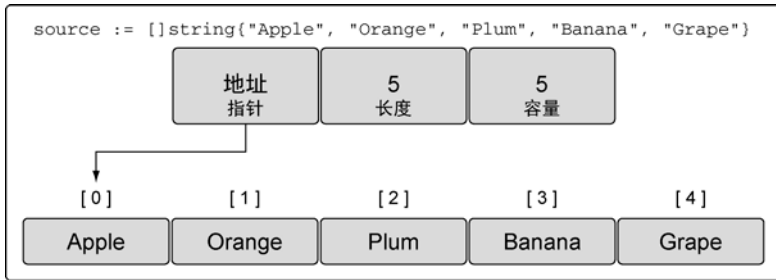 source := []string{"Apple", "Orange", "Plum", "Banana", "Grape"}
地址 5 5
指针 长度 容量
[0] [1] [2] [3] [4]
Apple Orange Plum Banana Grape